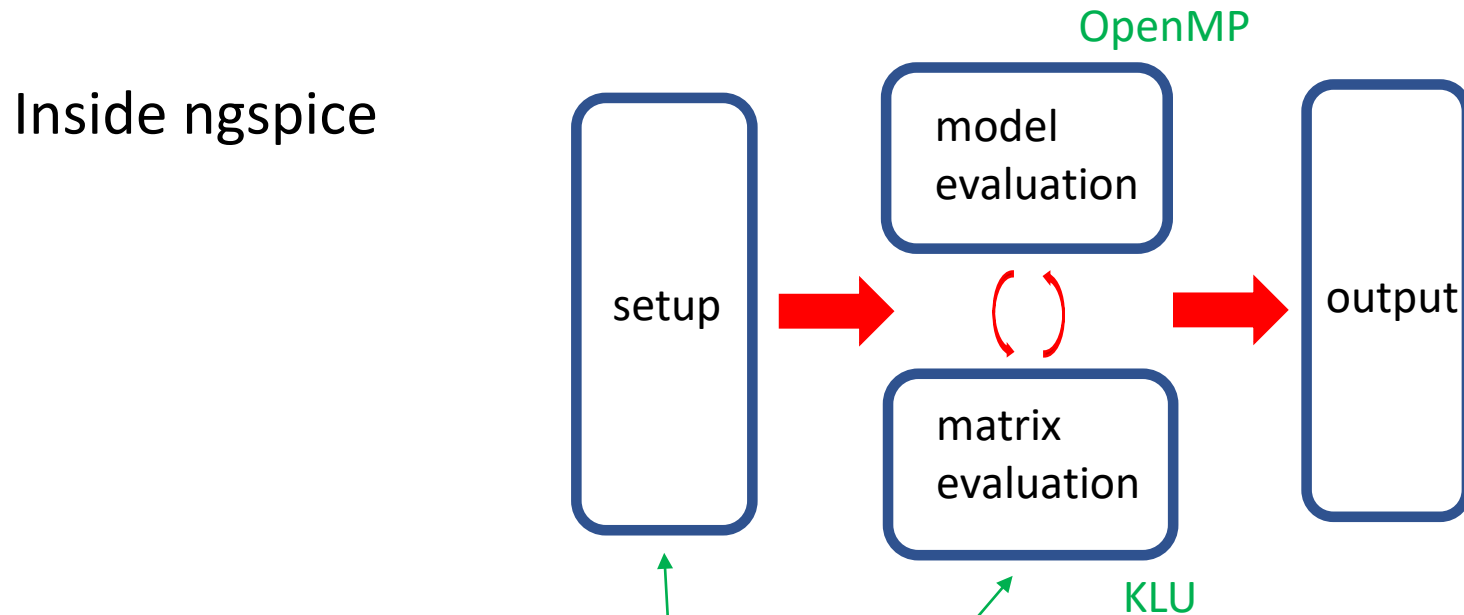 Inside ngspice
OpenMP
setup
model
evaluation
matrix
evaluation
KLU
output